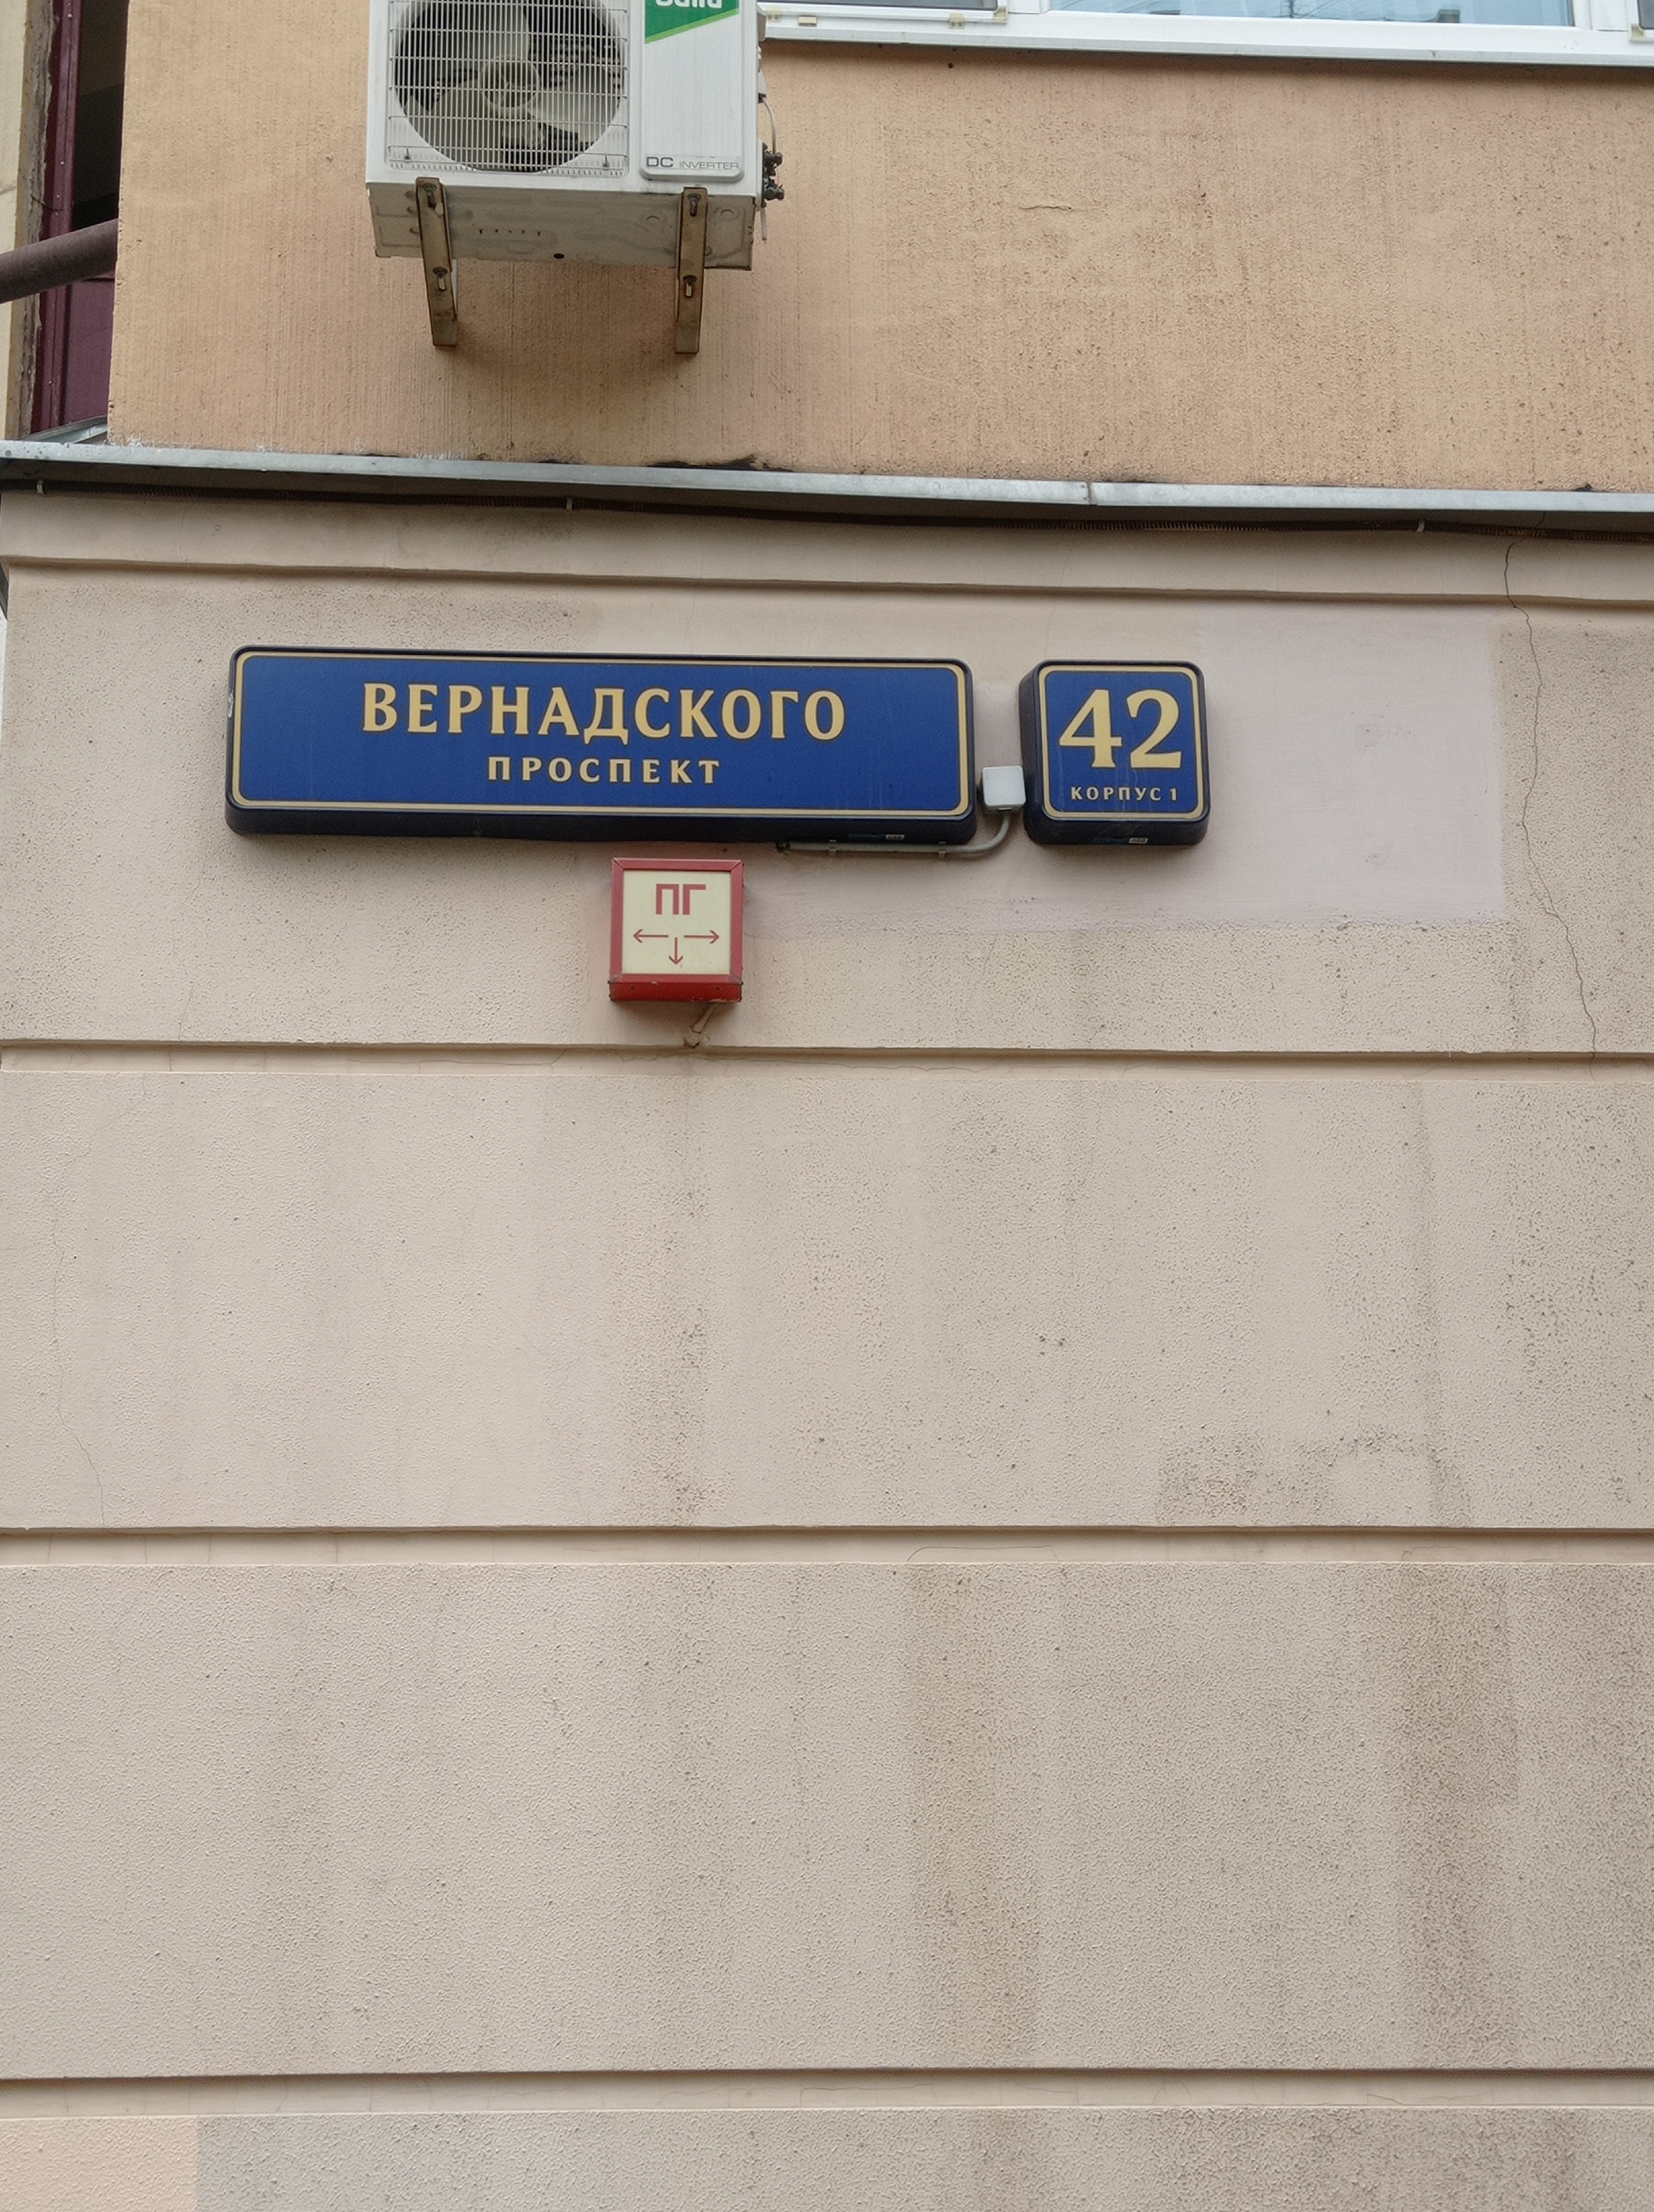 DC INVERTER
ВЕРНАДСКОГО
ПРОСПЕКТ
42
КОРПУС 1
ПГ